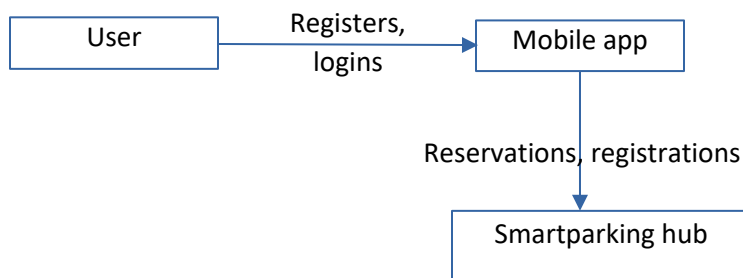 User
Registers,
logins
Mobile app
Reservations, registrations
Smartparking hub